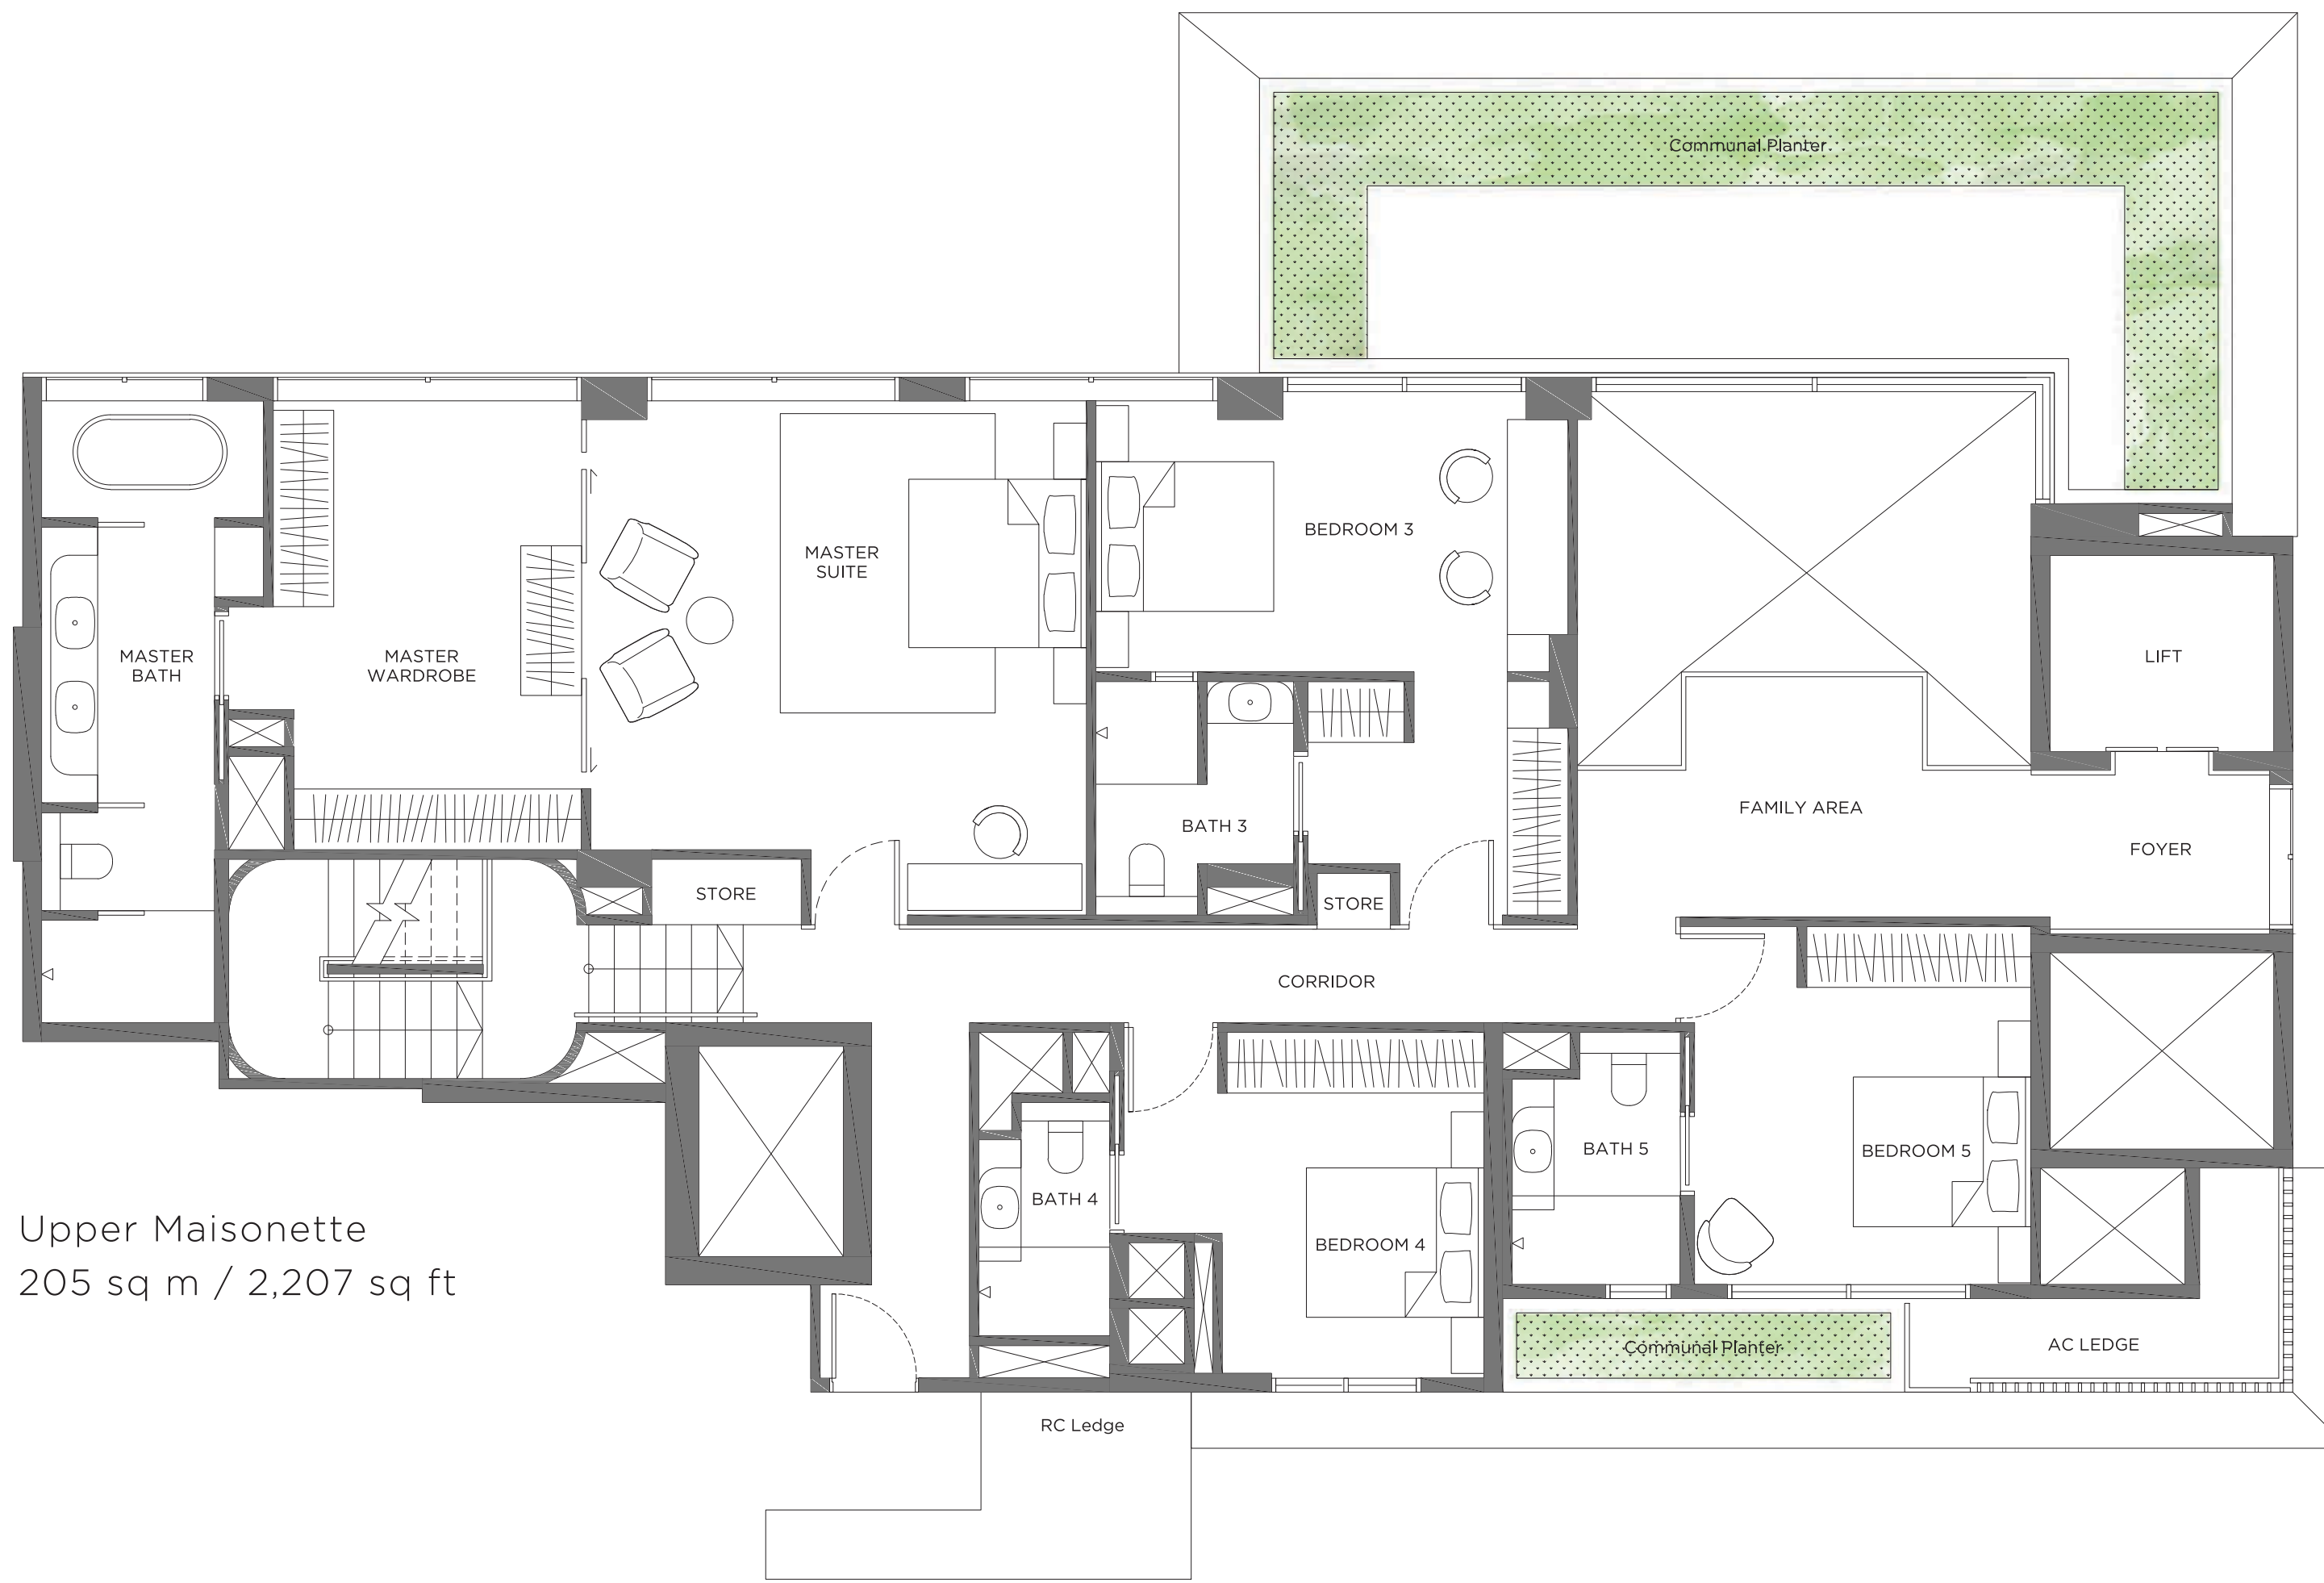 Communal Planter
BEDROOM 3
MASTER
SUITE
MASTER
BATH
MASTER
WARDROBE
LIFT
FAMILY AREA
BATH 3
FOYER
STORE
STORE
CORRIDOR
BATH 5
BEDROOM 5
BATH 4
BEDROOM 4
Upper Maisonette
205 sq m / 2,207 sq ft
Communal Planter
AC LEDGE
RC Ledge